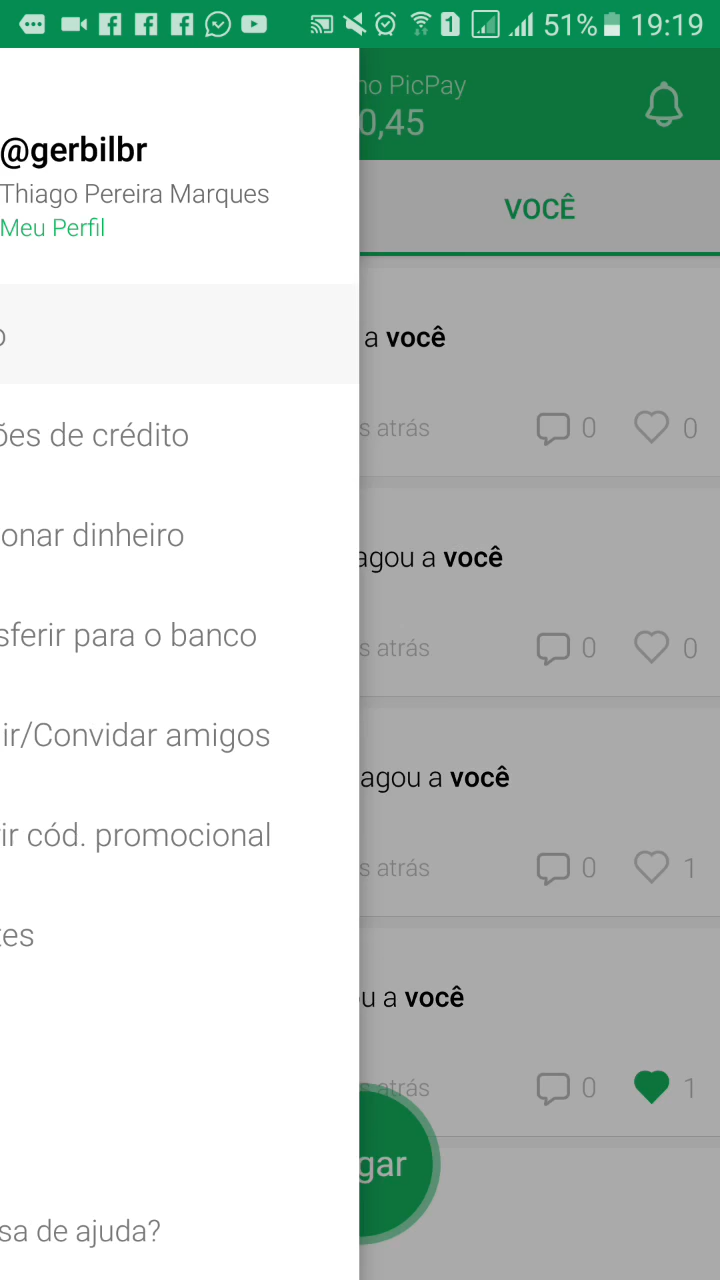 51% 19:19
no PicPay
0,45
@gerbilbr
Thiago Pereira Marques
Meu Perfil
VOCÊ
o
a você
s atrás 0 0
ões de crédito
onar dinheiro
agou a você
sferir para o banco
s atrás 0 0
ir/Convidar amigos
agou a você
ir cód. promocional
s atrás 0 1
tes
u a você
s atrás 0 1
gar
sa de ajuda?